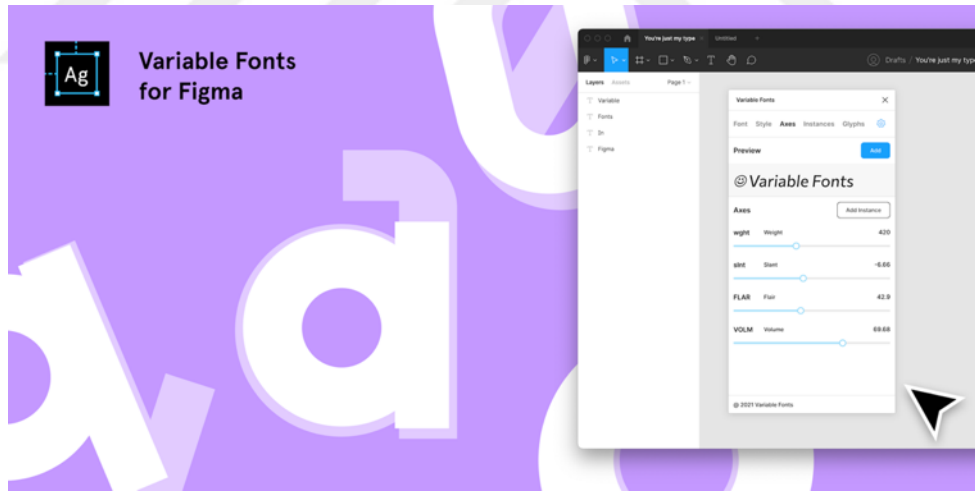 Ag
Variable Fonts
for Figma
You're just my type
Untitled
Drafts / You're just my type
Layers Assets Page 1
Variable
Fonts
In
Figma
Variable Fonts
Font Style Axes Instances Glyphs
Preview Add
Variable Fonts
Axes Add Instance
wght Weight 420
slnt Slant -6.66
FLAR Flair 42.9
VOLM Volume 69.68
@ 2021 Variable Fonts